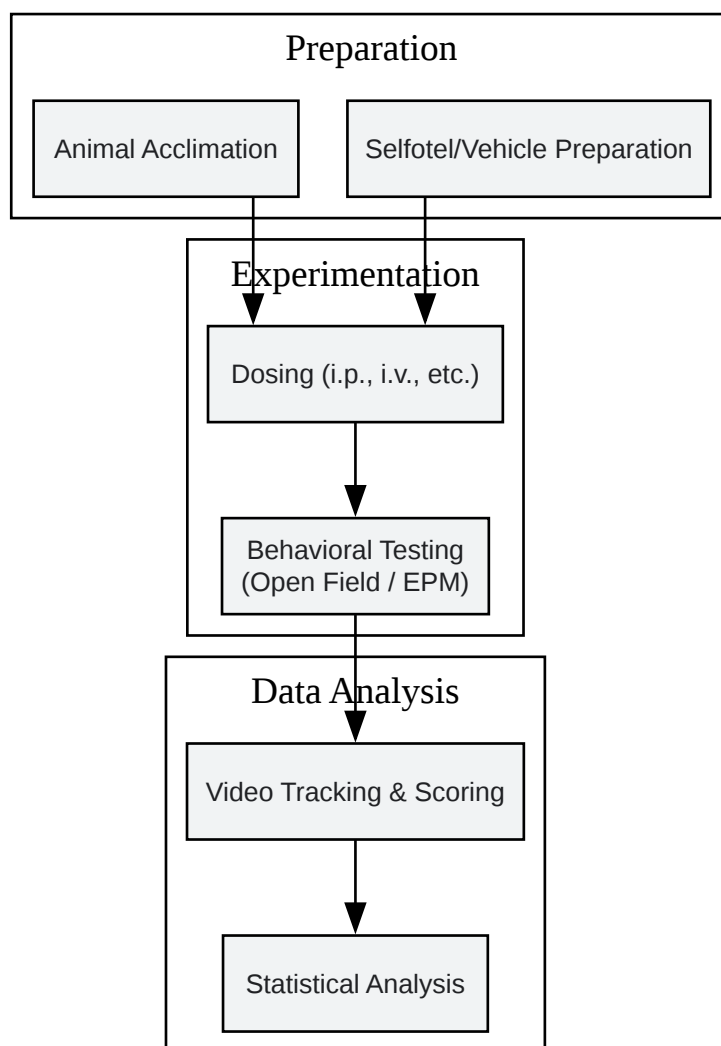 Preparation
Animal Acclimation
Selfotel/Vehicle Preparation
Experimentation
Dosing (i.p., i.v., etc.)
Behavioral Testing
(Open Field / EPM)
Data Analysis
Video Tracking & Scoring
Statistical Analysis